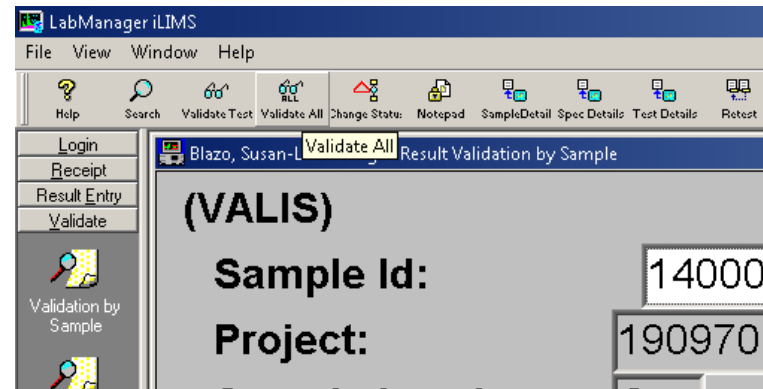 LabManager iLIMS
File View Window Help
Help Search Validate Test Validate All Change Statu: Notepad SampleDetail Spec Details Test Details Retest
Validate All
Login
Receipt
Result Entry
Validate
Validation by
Sample
Blazo, Susan-L Result Validation by Sample
(VALIS)
Sample Id: 14000
Project: 190970